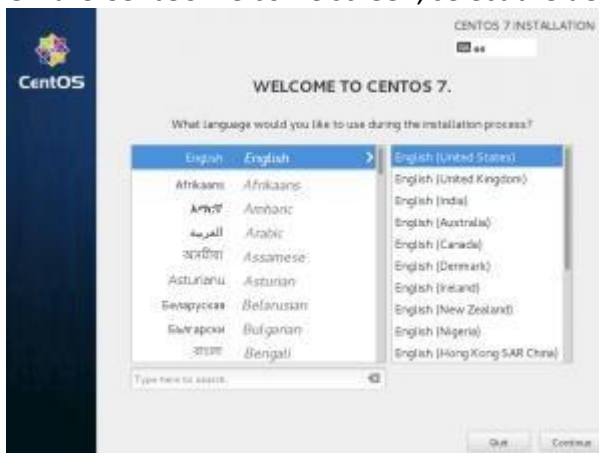 CENTOS 7 INSTALLATION
CentOS
WELCOME TO CENTOS 7.
What language would you like to use during the installation process?
English English
Afrikaans Afrikaans
አማርኛ Amharic
العربية Arabic
অসমীয়া Assamese
Asturianu Asturian
Беларуская Belarusian
Български Bulgarian
বাংলা Bengali
Type here to search.
English (United States)
English (United Kingdom)
English (India)
English (Australia)
English (Canada)
English (Denmark)
English (Ireland)
English (New Zealand)
English (Nigeria)
English (Hong Kong SAR China)
Quit Continue